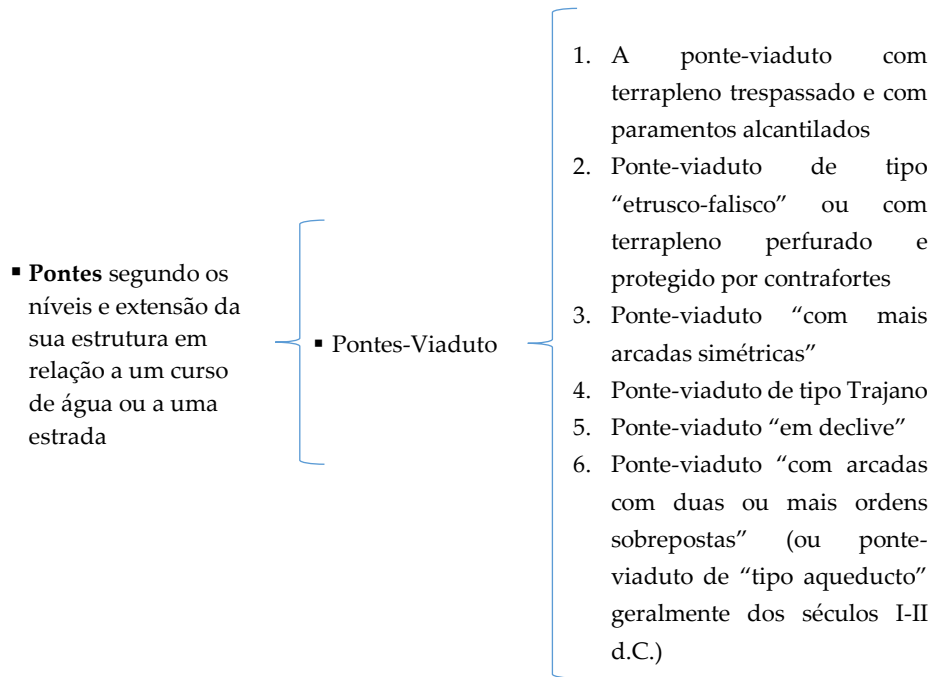 ▪ Pontes segundo os
níveis e extensão da
sua estrutura em
relação a um curso
de água ou a uma
estrada
▪ Pontes-Viaduto
1. A ponte-viaduto com
terrapleno trespassado e com
paramentos alcantilados
2. Ponte-viaduto de tipo
“etrusco-falisco” ou com
terrapleno perfurado e
protegido por contrafortes
3. Ponte-viaduto “com mais
arcadas simétricas”
4. Ponte-viaduto de tipo Trajano
5. Ponte-viaduto “em declive”
6. Ponte-viaduto “com arcadas
com duas ou mais ordens
sobrepostas” (ou ponte-
viaduto de “tipo aqueducto”
geralmente dos séculos I-II
d.C.)